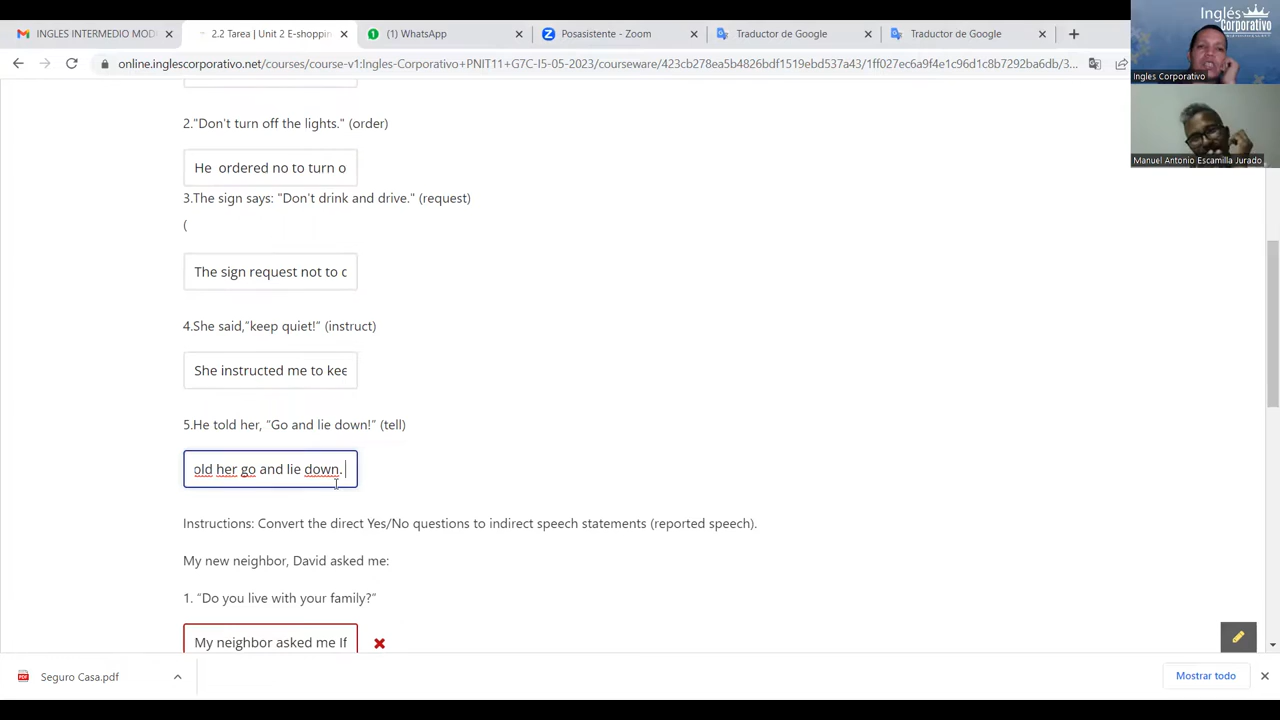 INGLES INTERMEDIO MODI
2.2 Tarea | Unit 2 E-shoppin
(1) WhatsApp
Posasistente - Zoom
Traductor de Google
Traductor de Google
online.inglescorporativo.net/courses/course-v1:Ingles-Corporativo+PNIT11+G7C-I5-05-2023/courseware/423cb278ea5b4826bdf1519ebd537a43/1ff027ec6a9f4e1c96d1c8b7292ba6db/3...
Inglés
Corporativo
Ingles Corporativo
Manuel Antonio Escamilla Jurado
2."Don't turn off the lights." (order)
He ordered no to turn o
3.The sign says: "Don't drink and drive." (request)
(
The sign request not to d
4.She said,"keep quiet!" (instruct)
She instructed me to kee
5.He told her, "Go and lie down!" (tell)
old her go and lie down.
Instructions: Convert the direct Yes/No questions to indirect speech statements (reported speech).
My new neighbor, David asked me:
1. "Do you live with your family?"
My neighbor asked me If
Seguro Casa.pdf
Mostrar todo